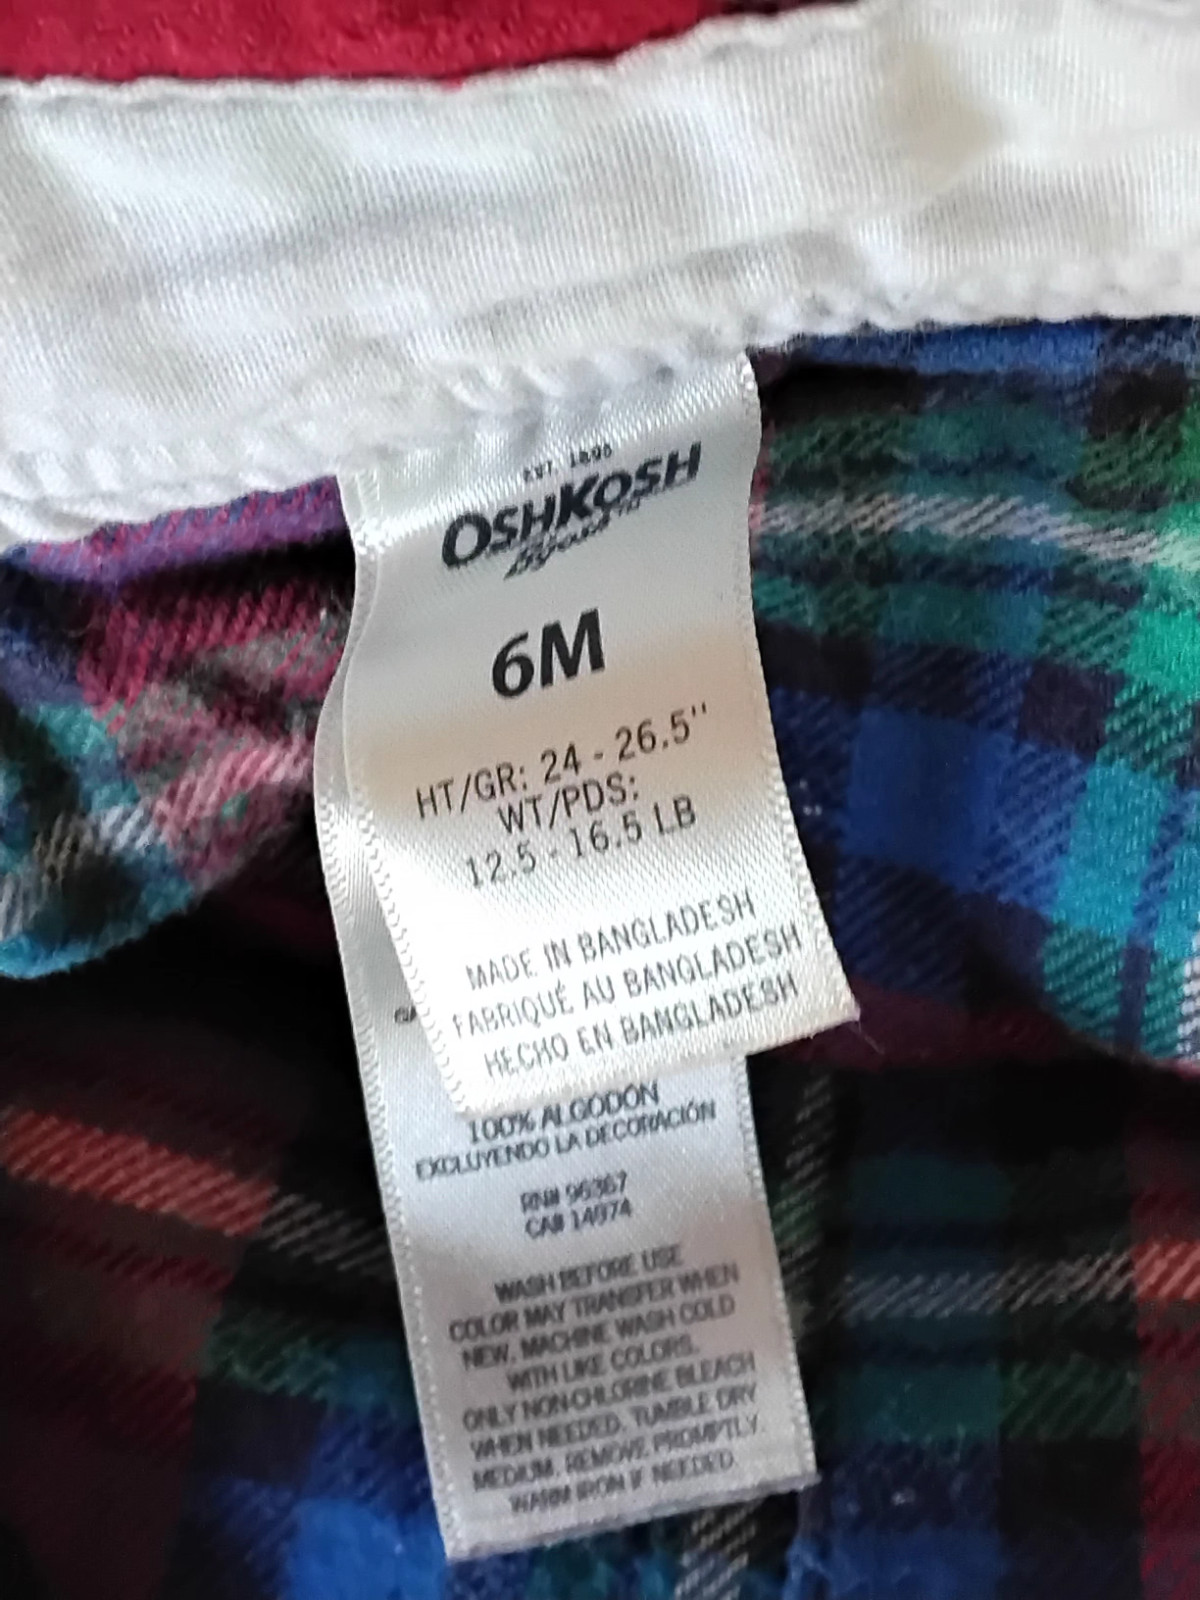 EST. 1895
OSHKOSH
B'gosh
6M
HT/GR: 24 - 26.5"
WT/PDS:
12.5 - 16.5 LB
MADE IN BANGLADESH
FABRIQUÉ AU BANGLADESH
HECHO EN BANGLADESH
100% ALGODÓN
EXCLUYENDO LA DECORACIÓN
RN# 96367
CA# 14974
WASH BEFORE USE
COLOR MAY TRANSFER WHEN
NEW. MACHINE WASH COLD
WITH LIKE COLORS.
ONLY NON-CHLORINE BLEACH
WHEN NEEDED. TUMBLE DRY
MEDIUM. REMOVE PROMPTLY.
WARM IRON IF NEEDED.